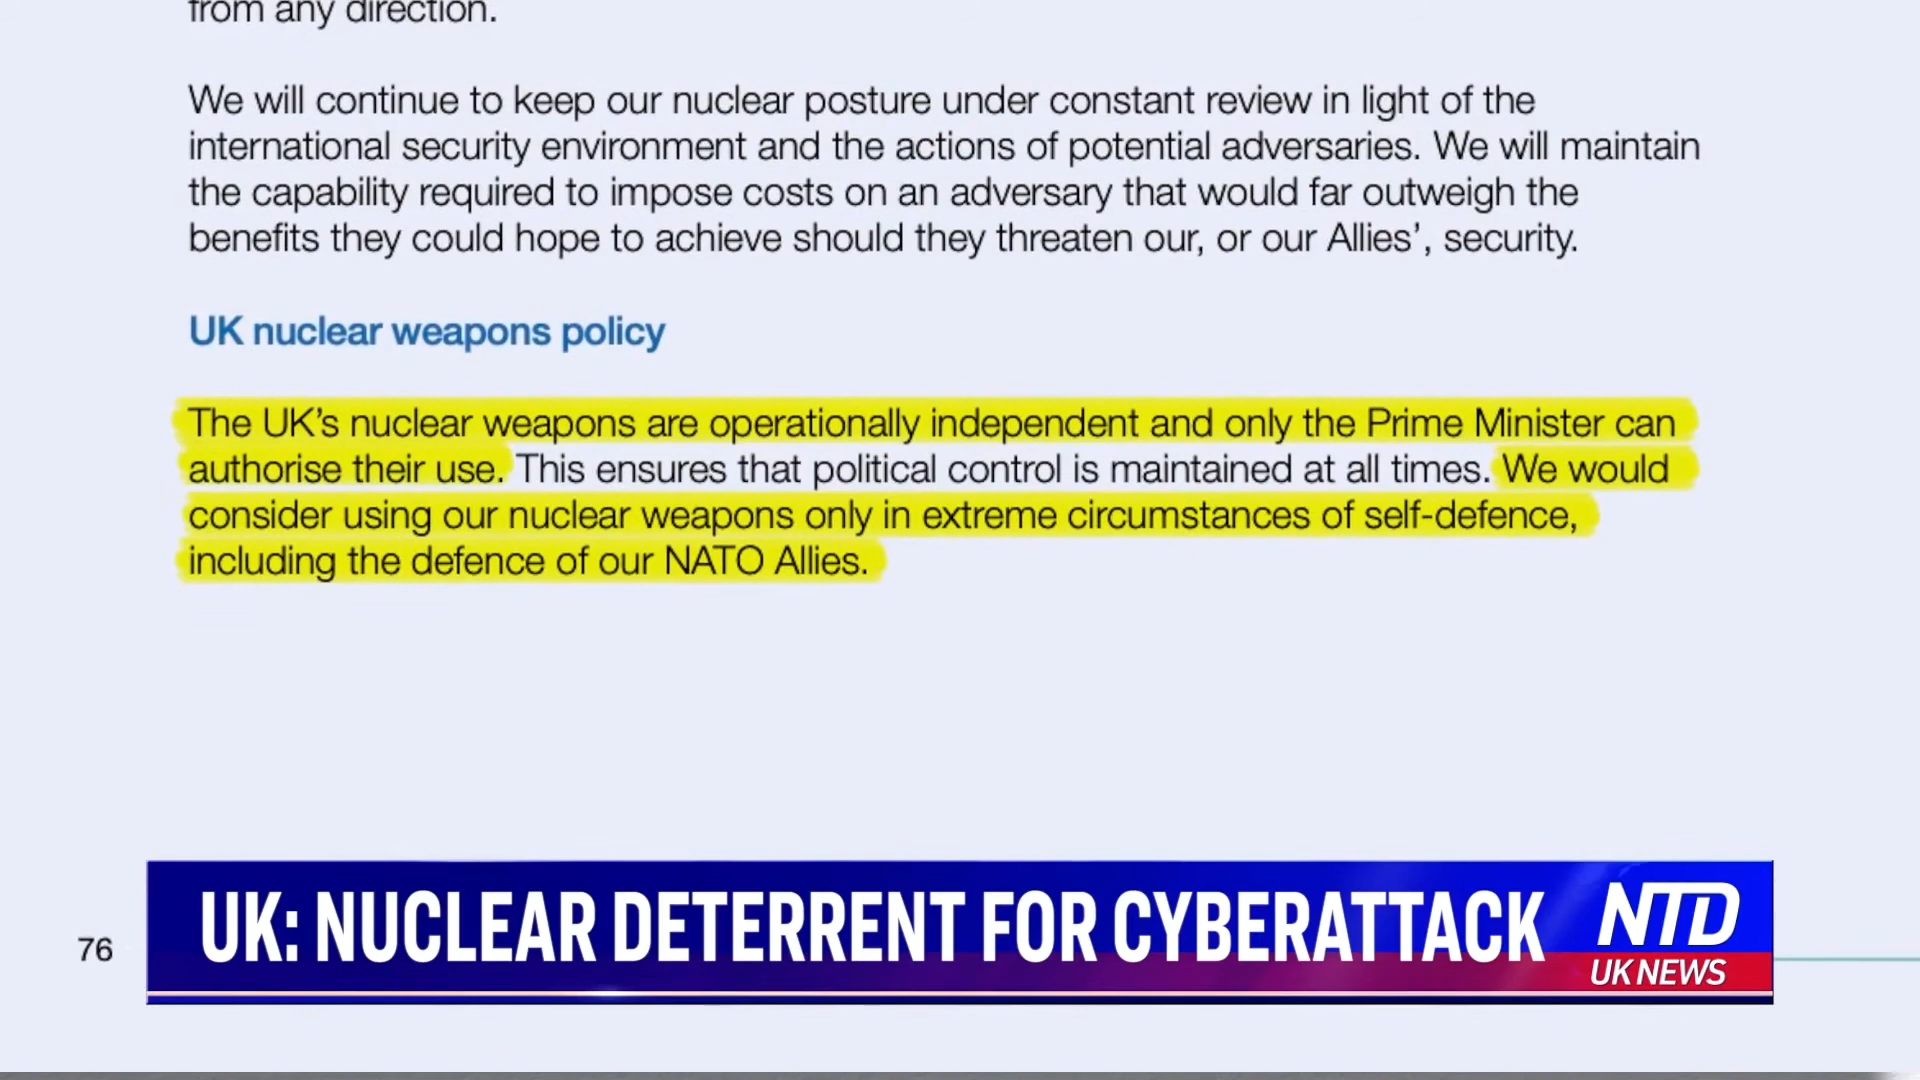 from any direction.
We will continue to keep our nuclear posture under constant review in light of the
international security environment and the actions of potential adversaries. We will maintain
the capability required to impose costs on an adversary that would far outweigh the
benefits they could hope to achieve should they threaten our, or our Allies’, security.
UK nuclear weapons policy
The UK’s nuclear weapons are operationally independent and only the Prime Minister can
authorise their use. This ensures that political control is maintained at all times. We would
consider using our nuclear weapons only in extreme circumstances of self-defence,
including the defence of our NATO Allies.
76
UK: NUCLEAR DETERRENT FOR CYBERATTACK
NTD
UK NEWS